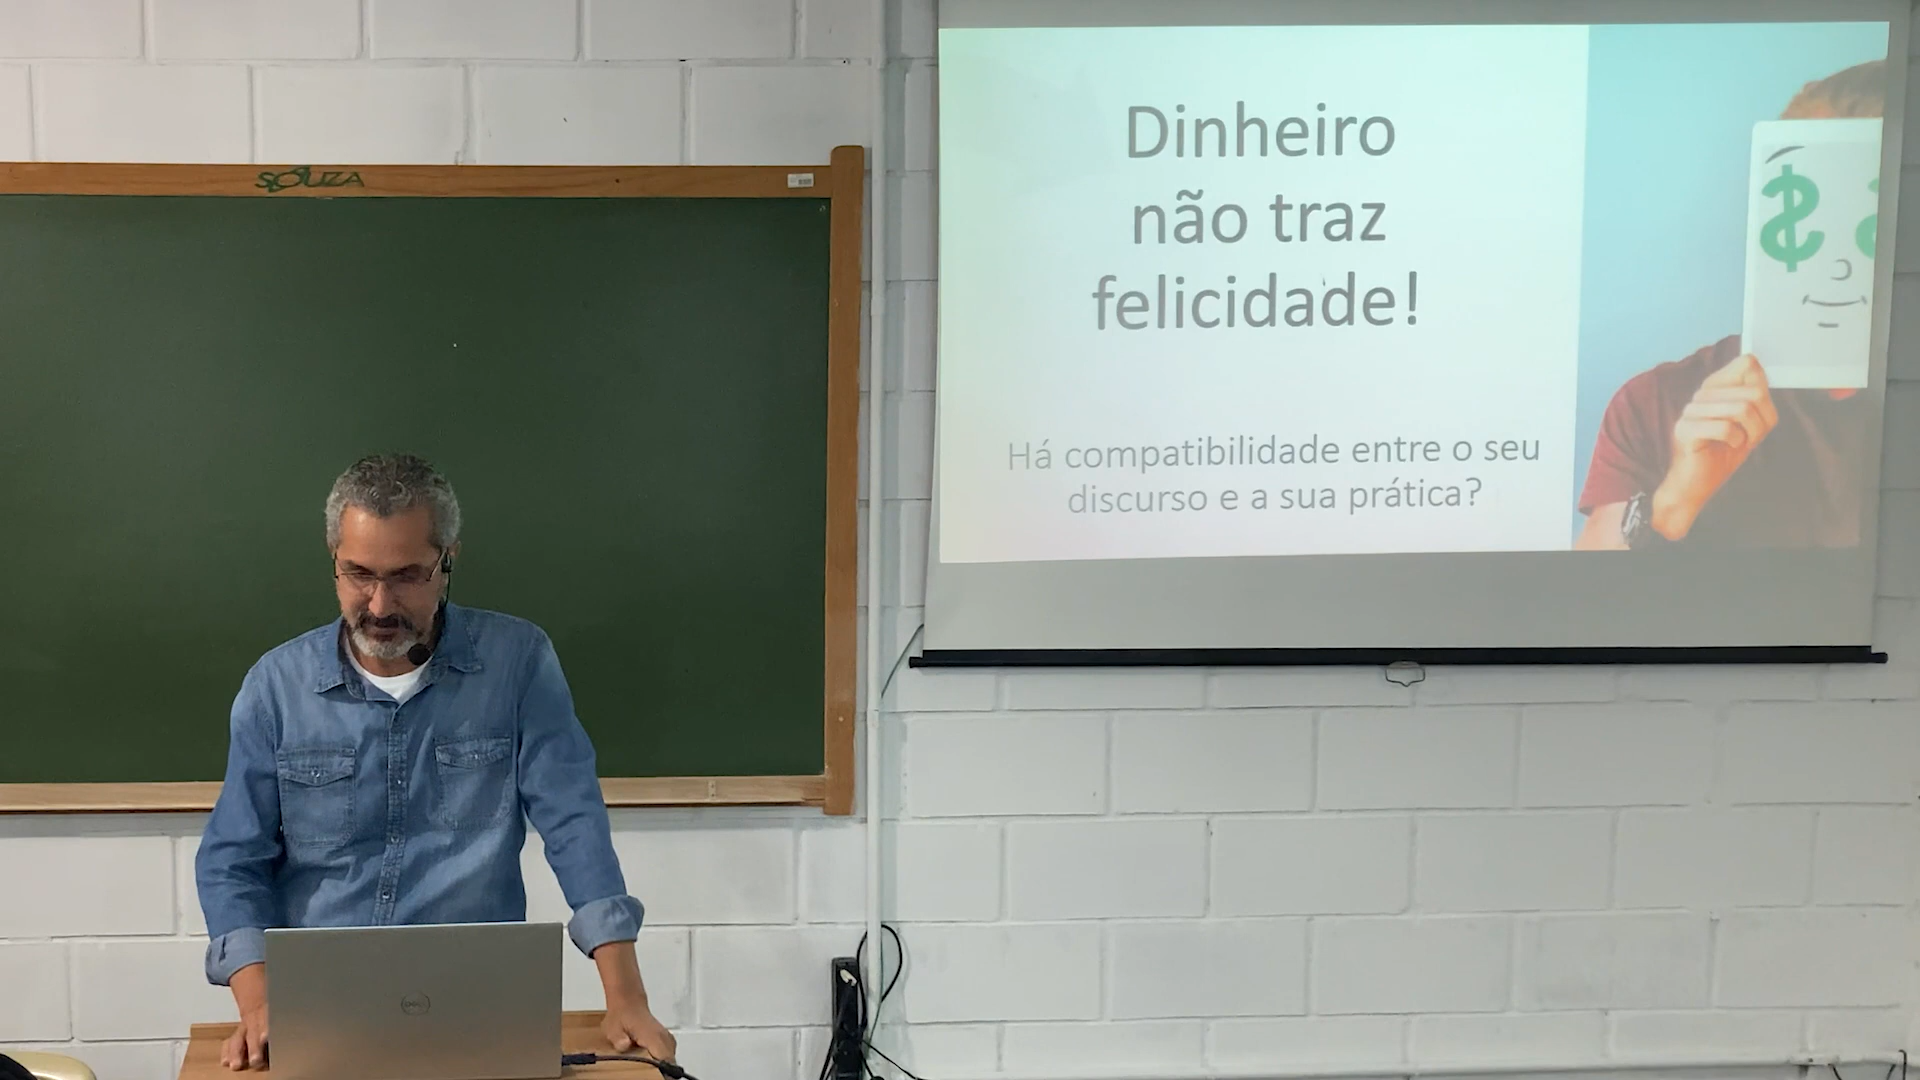 SOUZA
Dinheiro
não traz
felicidade!
Há compatibilidade entre o seu
discurso e a sua prática?
DELL